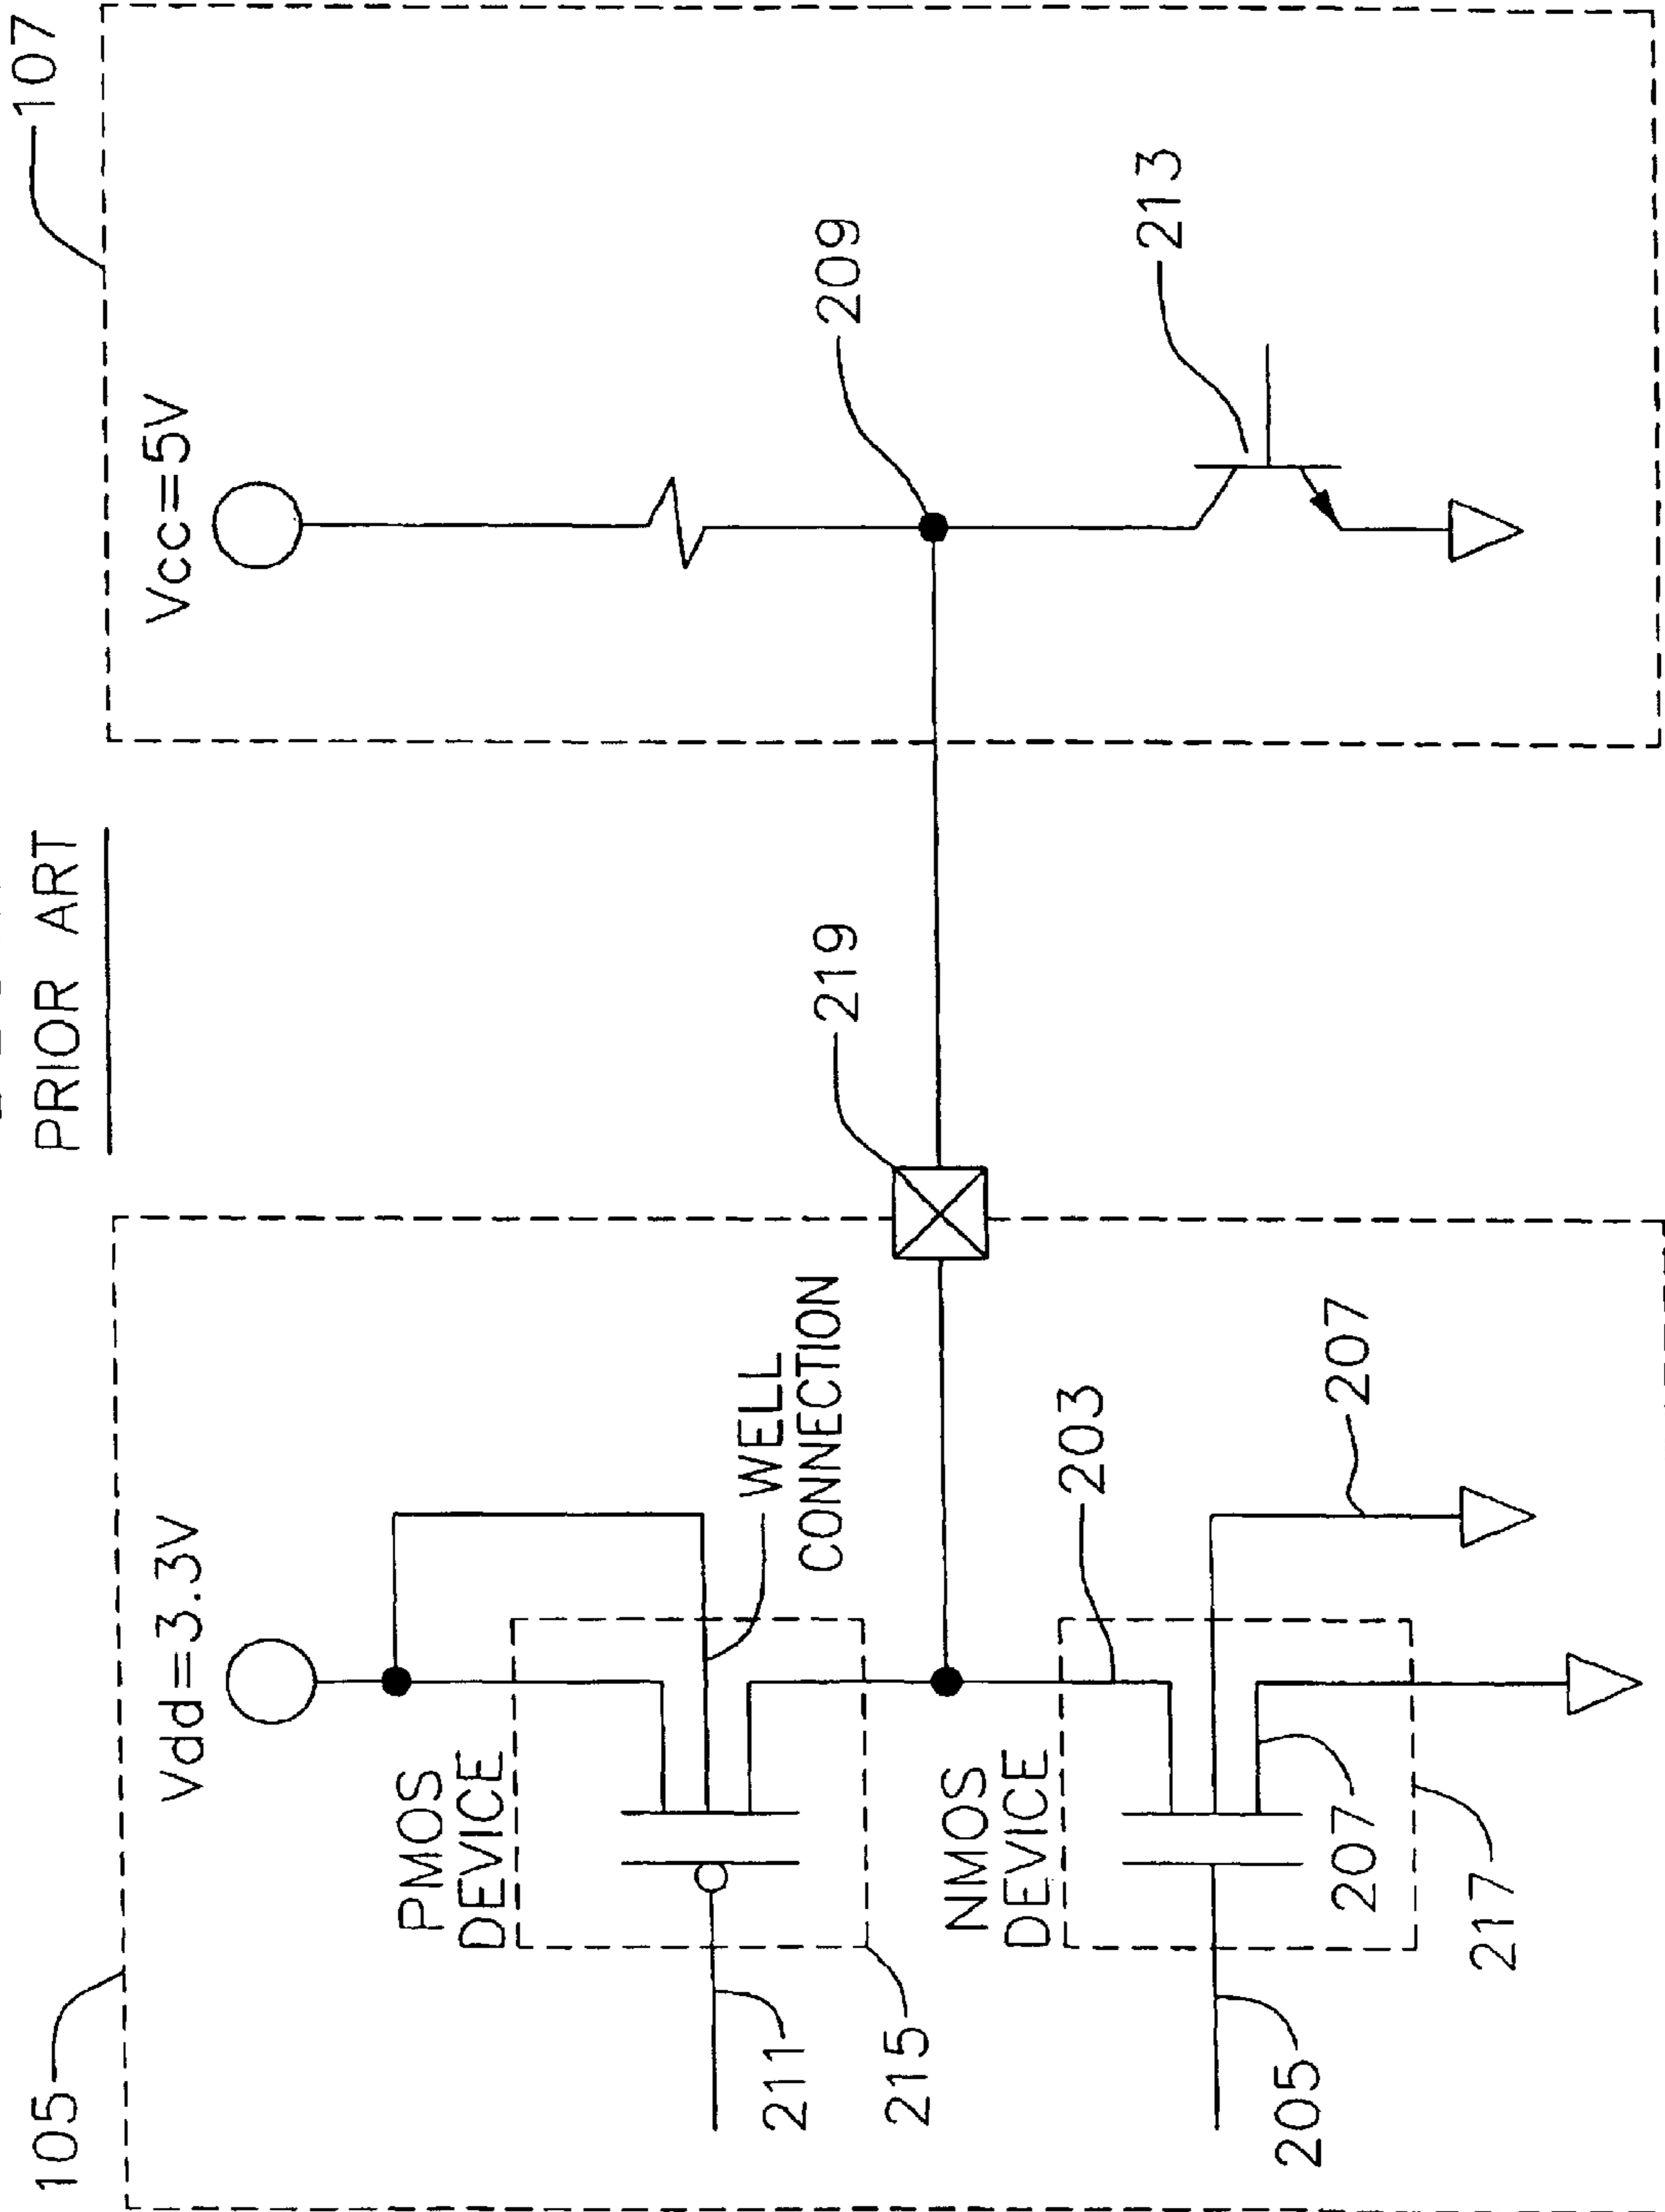 PRIOR ART
105
107
Vdd=3.3V
Vcc=5V
PMOS
DEVICE
211
215
WELL
CONNECTION
219
209
NMOS
DEVICE
203
213
205
207
207
217